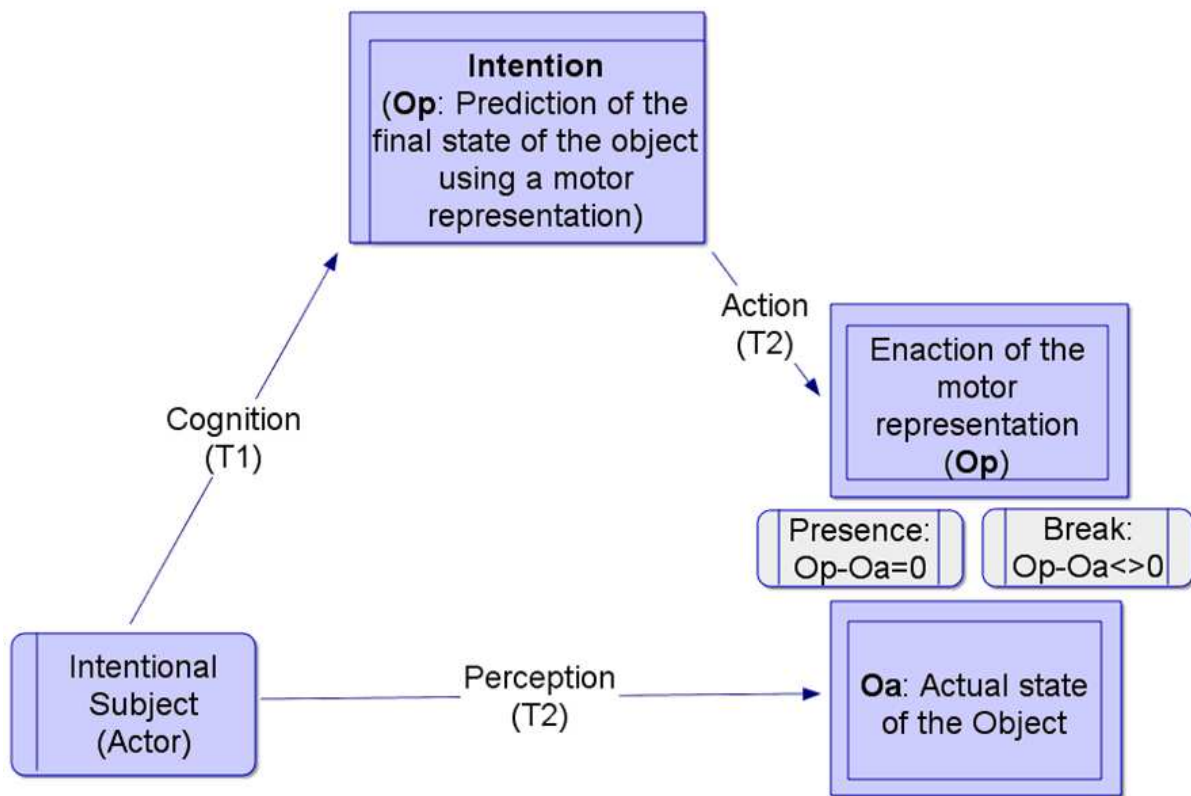 Intention
(Op: Prediction of the
final state of the object
using a motor
representation)
Action
(T2)
Enaction of the
motor
representation
(Op)
Cognition
(T1)
Presence:
Op-Oa=0
Break:
Op-Oa<>0
Intentional
Subject
(Actor)
Perception
(T2)
Oa: Actual state
of the Object